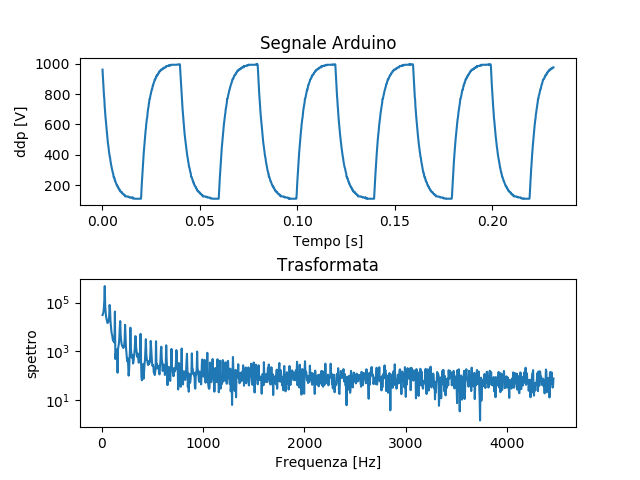 Segnale Arduino
ddp [V]
1000
800
600
400
200
0.00 0.05 0.10 0.15 0.20
Tempo [s]
Trasformata
spettro
10^5
10^3
10^1
0 1000 2000 3000 4000
Frequenza [Hz]